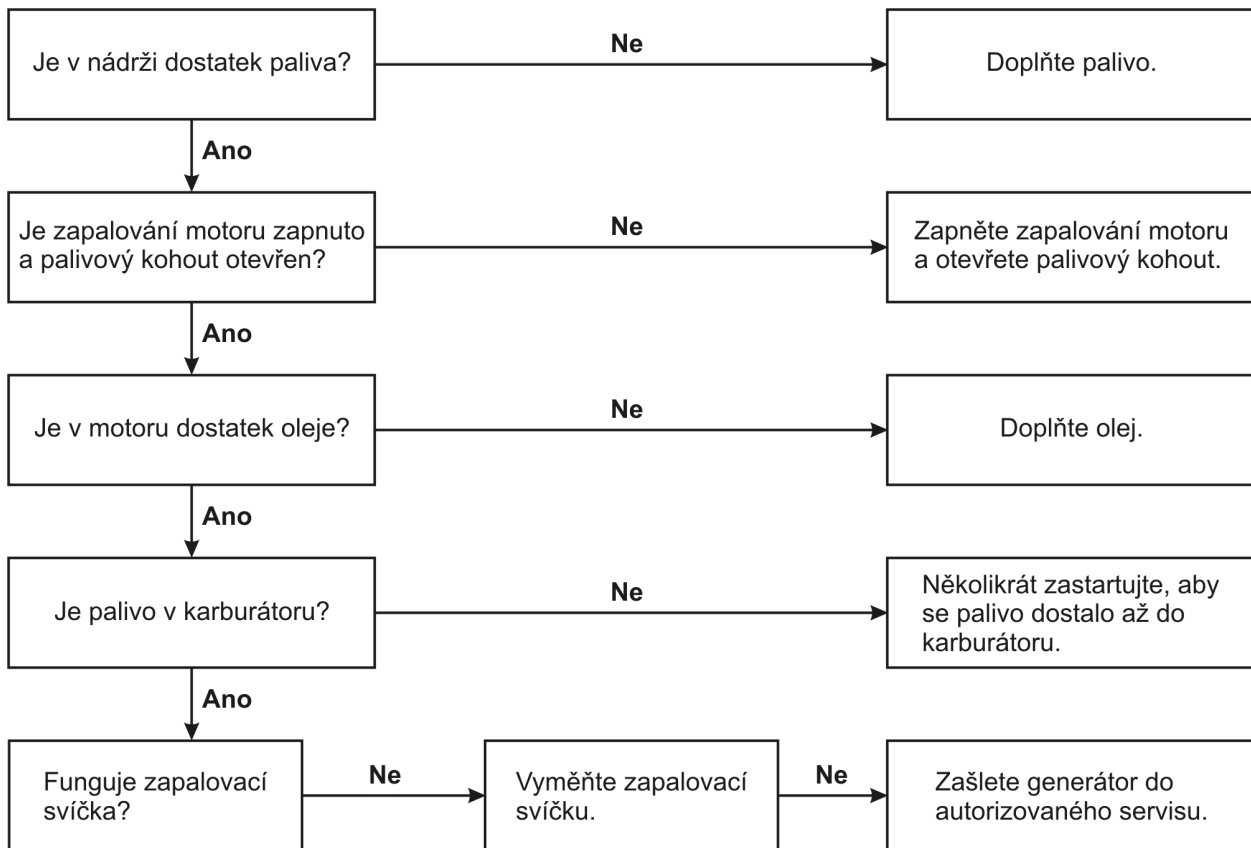 Je v nádrži dostatek paliva?
Ne
Doplňte palivo.
Ano
Je zapalování motoru zapnuto
a palivový kohout otevřen?
Ne
Zapněte zapalování motoru
a otevřete palivový kohout.
Ano
Je v motoru dostatek oleje?
Ne
Doplňte olej.
Ano
Je palivo v karburátoru?
Ne
Několikrát zastartujte, aby
se palivo dostalo až do
karburátoru.
Ano
Funguje zapalovací
svíčka?
Ne
Vyměňte zapalovací
svíčku.
Ne
Zašlete generátor do
autorizovaného servisu.